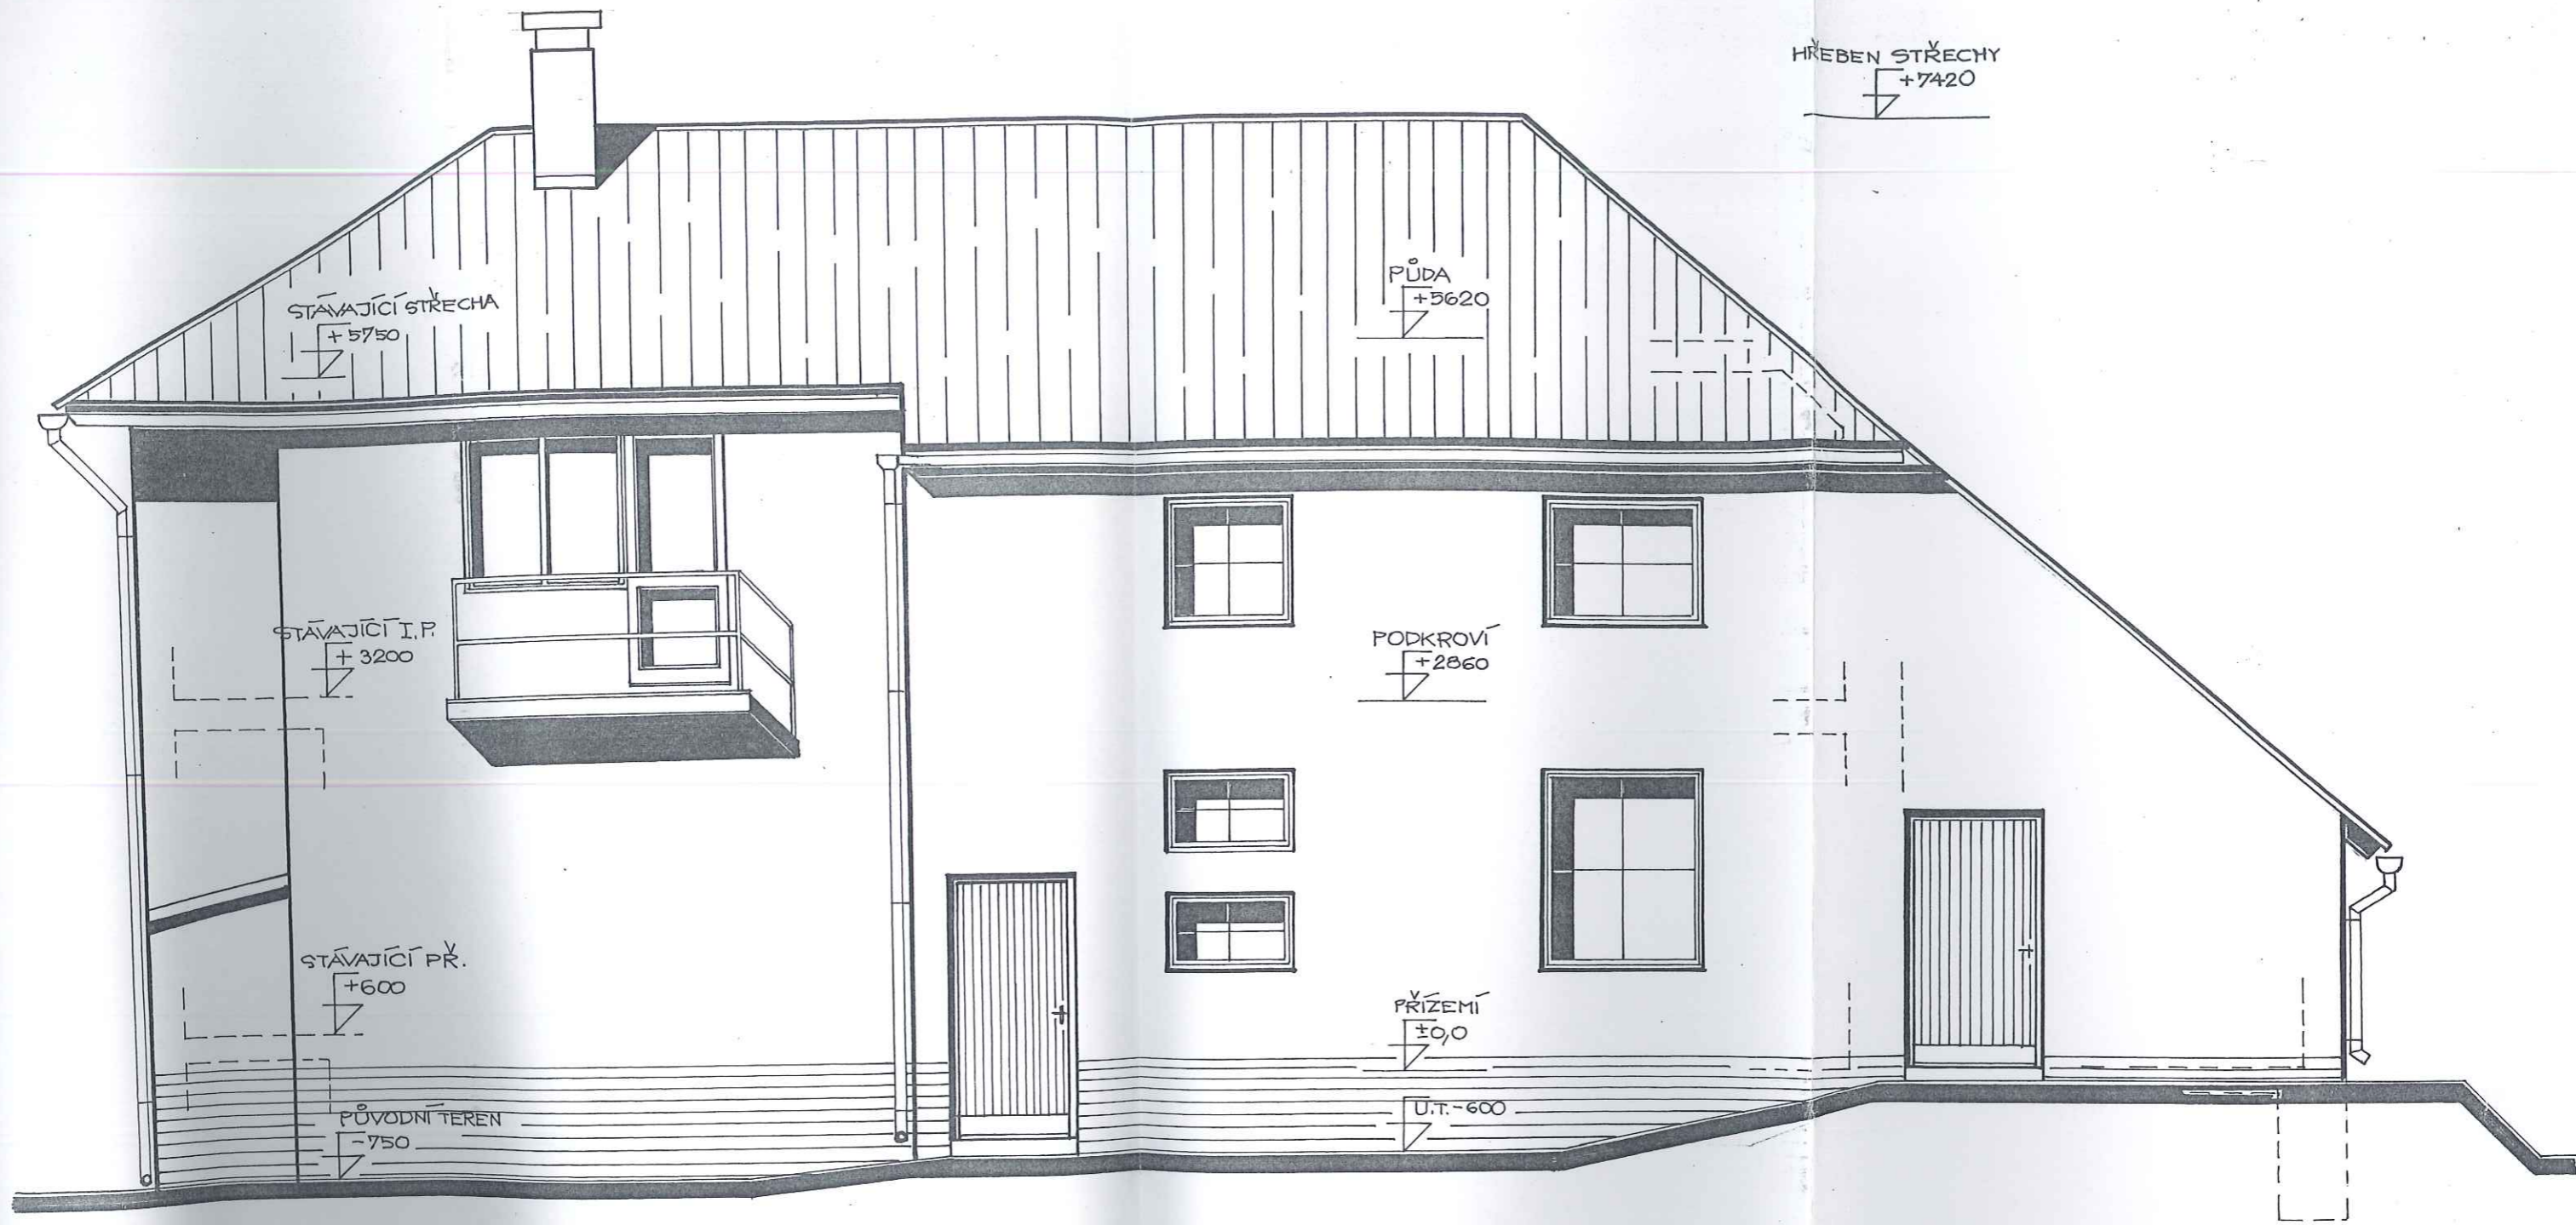 HŘEBEN STŘECHY
+7420
PŮDA
+5620
STÁVAJÍCÍ STŘECHA
+5750
STÁVAJÍCÍ I.P.
+3200
PODKROVÍ
+2860
STÁVAJÍCÍ PŘ.
+600
PŘÍZEMÍ
±0,0
U.T.-600
PŮVODNÍ TEREN
-750